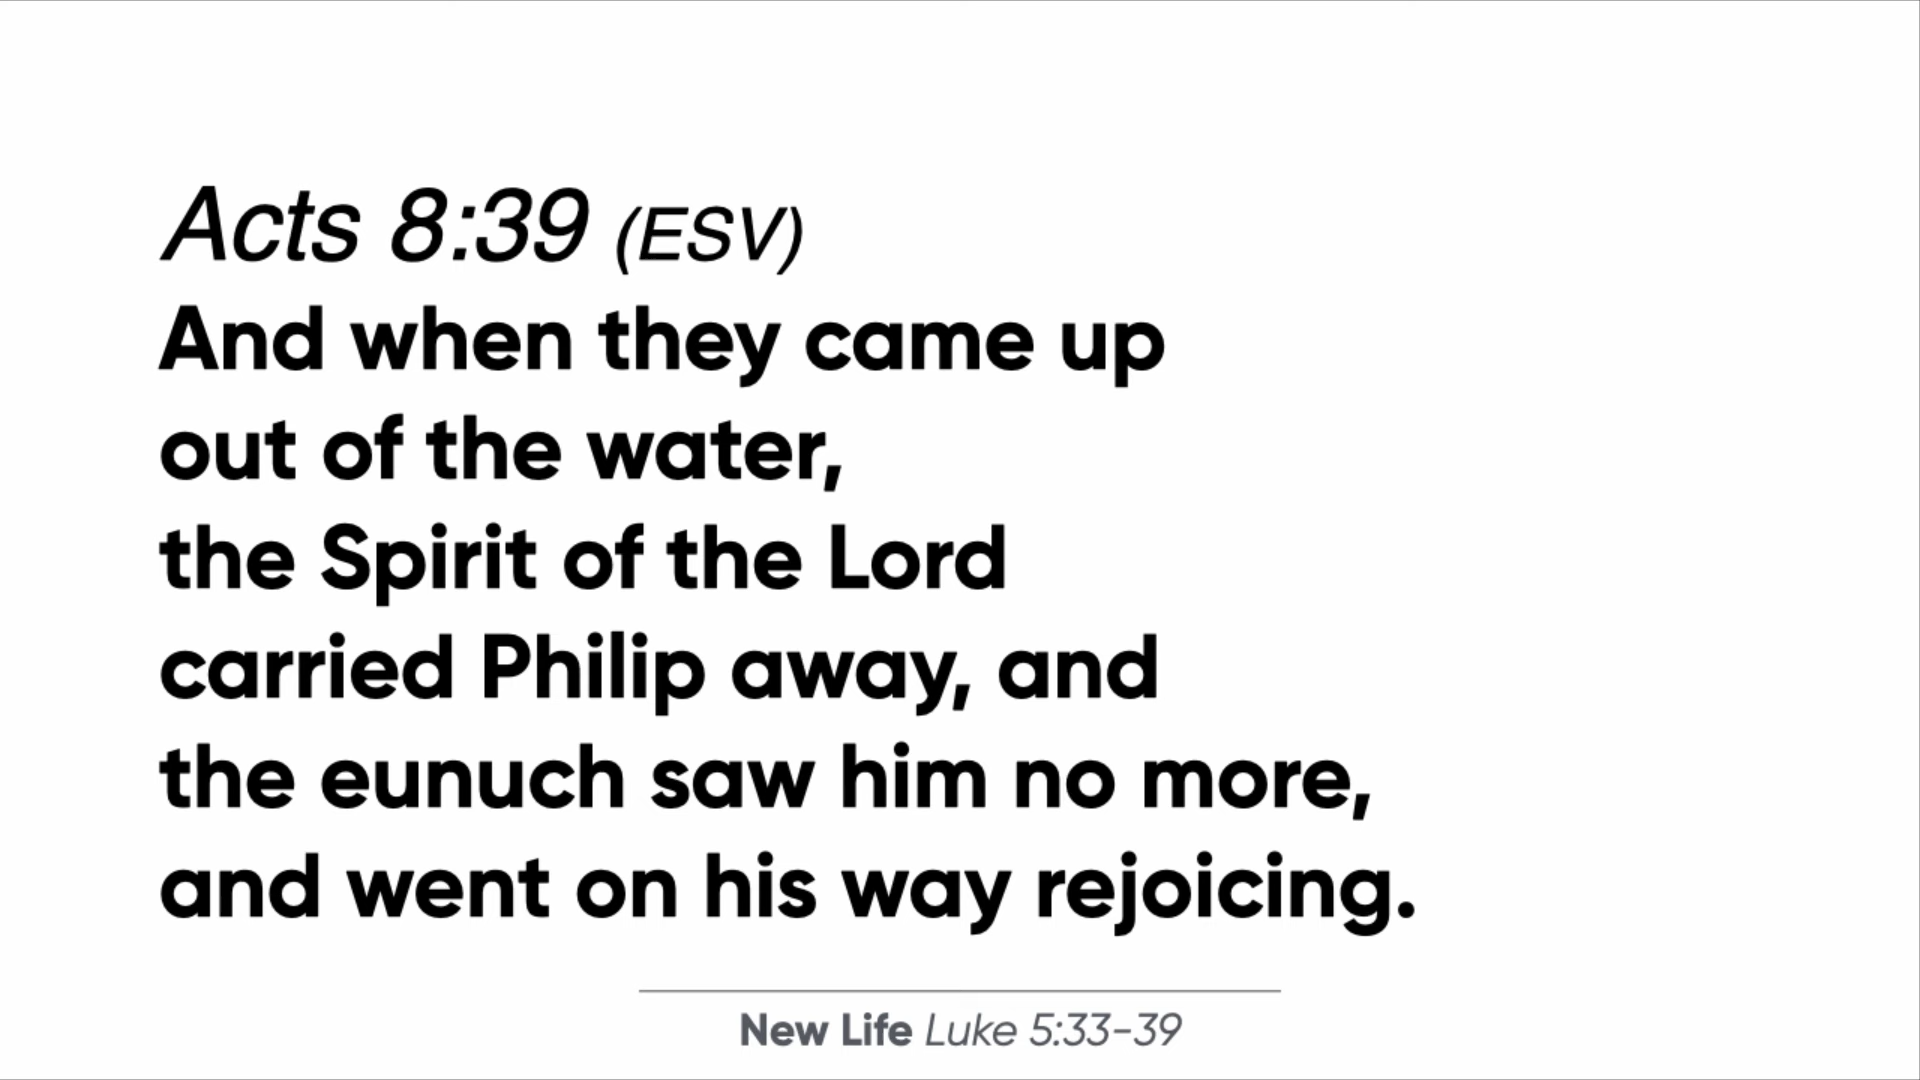 Acts 8:39 (ESV)
And when they came up
out of the water,
the Spirit of the Lord
carried Philip away, and
the eunuch saw him no more,
and went on his way rejoicing.
New Life Luke 5:33-39